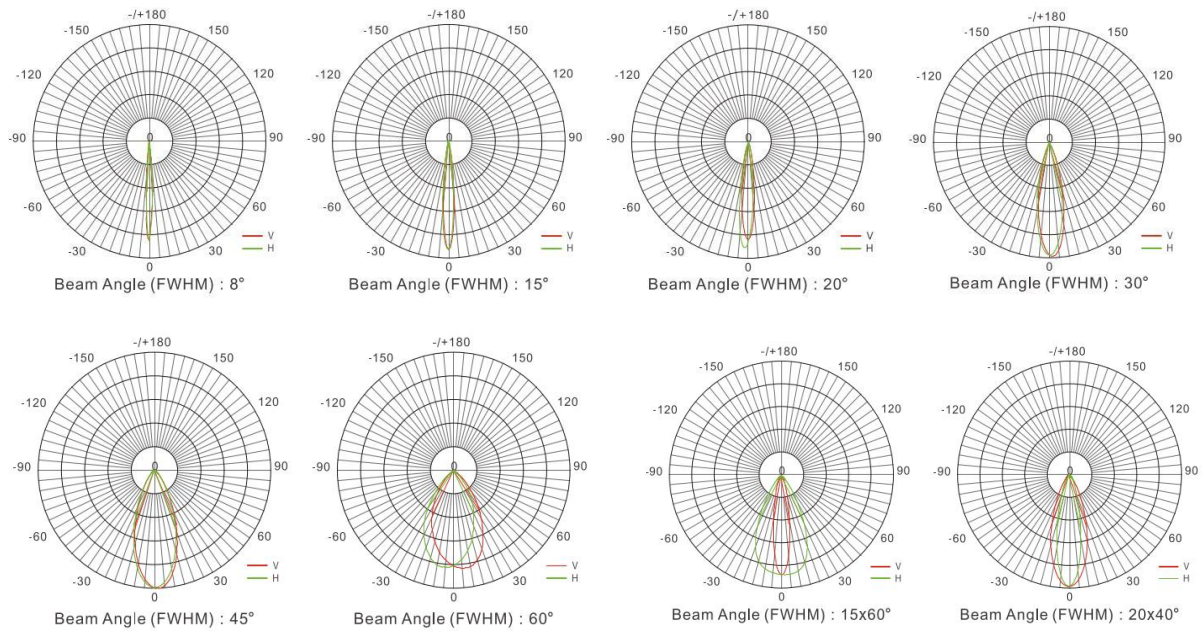 -/+180 -/+180 -/+180 -/+180
-150 150 -150 150 -150 150 -150 150
-120 120 -120 120 -120 120 -120 120
-90 0 90 -90 0 90 -90 0 90 -90 0 90
-60 60 -60 60 -60 60 -60 60
V V V V
-30 30 H -30 30 H -30 30 H -30 30 H
0 0 0 0
Beam Angle (FWHM) : 8° Beam Angle (FWHM) : 15° Beam Angle (FWHM) : 20° Beam Angle (FWHM) : 30°
-/+180 -/+180 -/+180 -/+180
-150 150 -150 150 -150 150 -150 150
-120 120 -120 120 -120 120 -120 120
-90 0 90 -90 0 90 -90 0 90 -90 0 90
-60 60 -60 60 -60 60 -60 60
V V V V
-30 30 H -30 30 H -30 30 H -30 30 H
0 0 0 0
Beam Angle (FWHM) : 45° Beam Angle (FWHM) : 60° Beam Angle (FWHM) : 15x60° Beam Angle (FWHM) : 20x40°